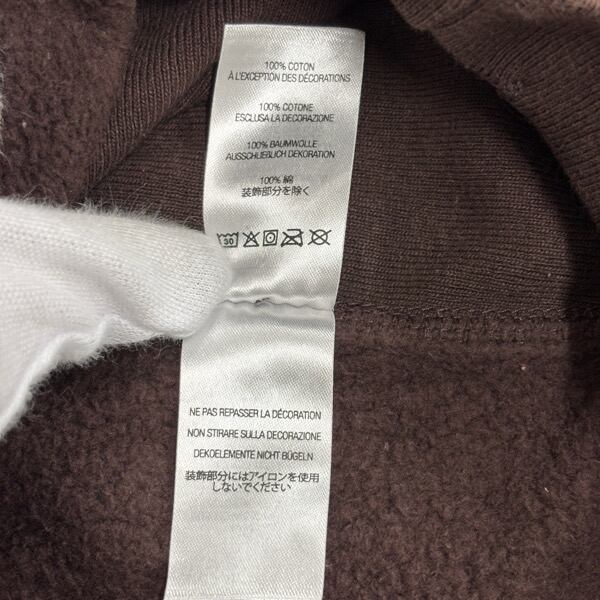 100% COTON
À L'EXCEPTION DES DÉCORATIONS
100% COTONE
ESCLUSA LA DECORAZIONE
100% BAUMWOLLE
AUSSCHLIEẞLICH DEKORATION
100% 綿
装飾部分を除く
30
NE PAS REPASSER LA DÉCORATION
NON STIRARE SULLA DECORAZIONE
DEKOELEMENTE NICHT BÜGELN
装飾部分にはアイロンを使用
しないでください